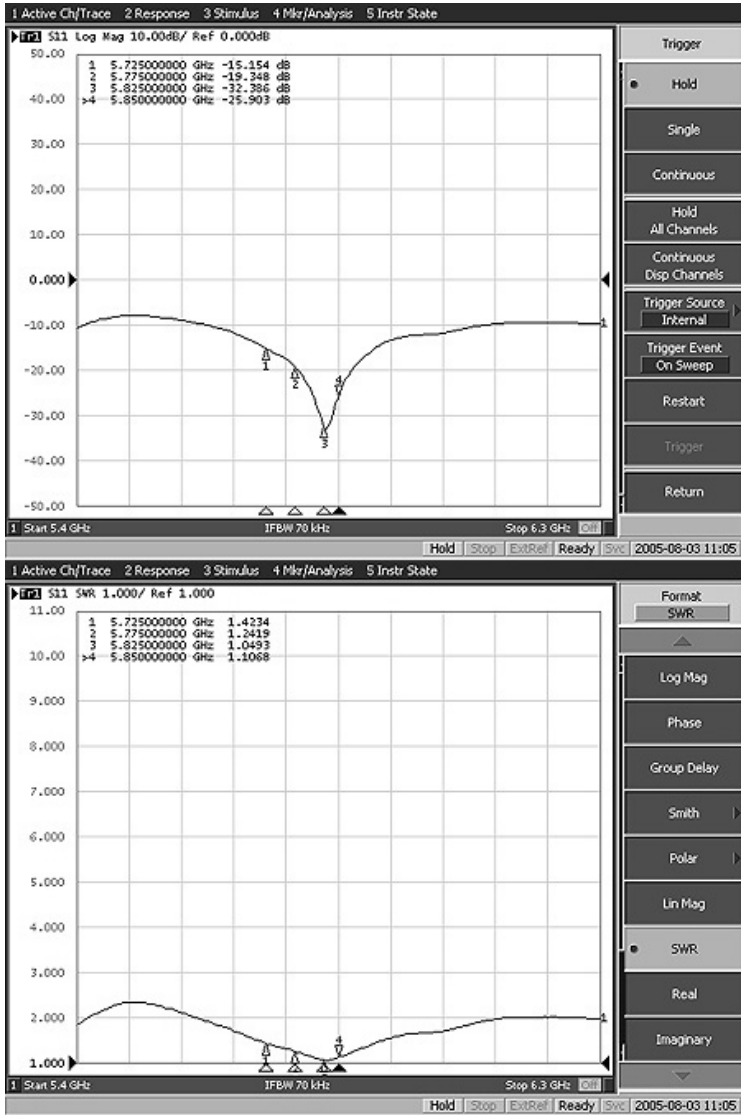 1 Active Ch/Trace 2 Response 3 Stimulus 4 Mkr/Analysis 5 Instr State
Tr1 S11 Log Mag 10.00dB/ Ref 0.000dB
50.00
1 5.725000000 GHz -15.154 dB
2 5.775000000 GHz -19.348 dB
3 5.825000000 GHz -32.386 dB
>4 5.850000000 GHz -25.903 dB
40.00
30.00
20.00
10.00
0.000
-10.00
-20.00
-30.00
-40.00
-50.00
1
1
2
3
4
1 Start 5.4 GHz IFBW 70 kHz Stop 6.3 GHz Off
Trigger
Hold
Single
Continuous
Hold
All Channels
Continuous
Disp Channels
Trigger Source
Internal
Trigger Event
On Sweep
Restart
Trigger
Return
Hold Stop ExtRef Ready Svc 2005-08-03 11:05
1 Active Ch/Trace 2 Response 3 Stimulus 4 Mkr/Analysis 5 Instr State
Tr1 S11 SWR 1.000/ Ref 1.000
11.00
1 5.725000000 GHz 1.4234
2 5.775000000 GHz 1.2419
3 5.825000000 GHz 1.0493
>4 5.850000000 GHz 1.1068
10.00
9.000
8.000
7.000
6.000
5.000
4.000
3.000
2.000
1.000
1
1
4
1 Start 5.4 GHz IFBW 70 kHz Stop 6.3 GHz Off
Format
SWR
Log Mag
Phase
Group Delay
Smith
Polar
Lin Mag
SWR
Real
Imaginary
Hold Stop ExtRef Ready Svc 2005-08-03 11:05